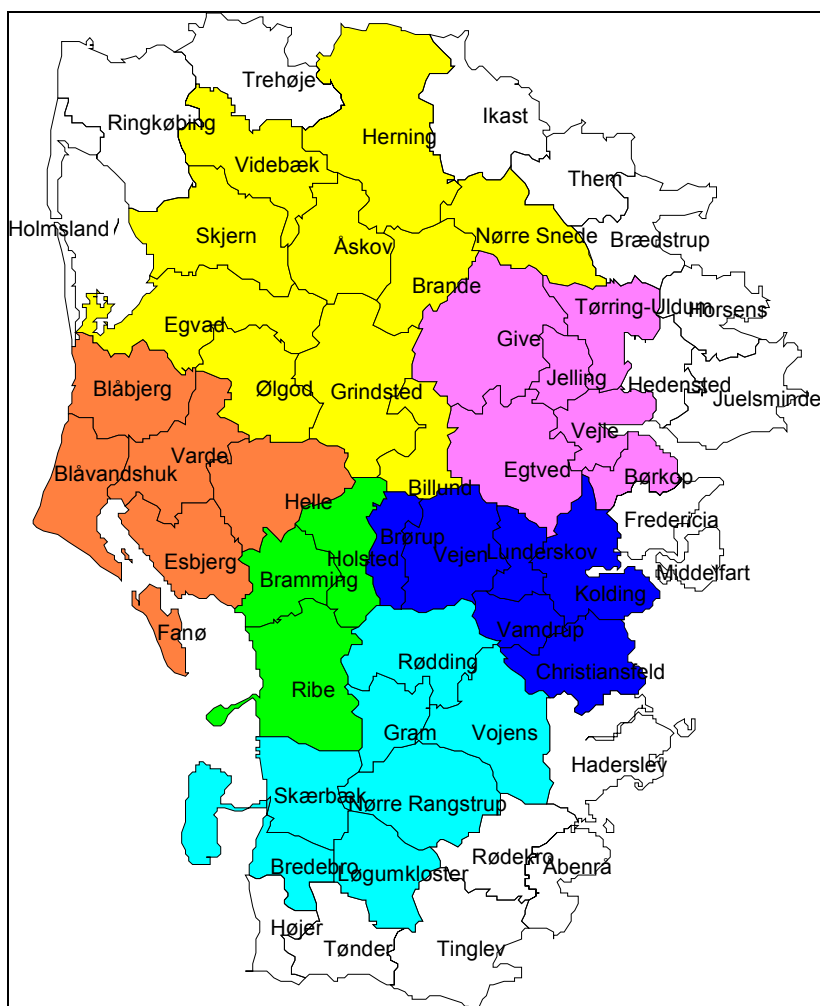 Trehøje
Ikast
Ringkøbing
Herning
Videbæk
Them
Holmsland
Skjern
Åskov
Nørre Snede
Brædstrup
Brande
Tørring-Uldum
Horsens
Egvad
Give
Blåbjerg
Ølgod
Grindsted
Jelling
Hedensted
Juelsminde
Vejle
Varde
Blåvandshuk
Egtved
Børkop
Helle
Billund
Fredericia
Brørup
Esbjerg
Holsted
Vejen
Lunderskov
Bramming
Middelfart
Kolding
Fanø
Vamdrup
Rødding
Christiansfeld
Ribe
Gram
Vojens
Haderslev
Skærbæk
Nørre Rangstrup
Rødekro
Bredebro
Løgumkloster
Åbenrå
Højer
Tønder
Tinglev